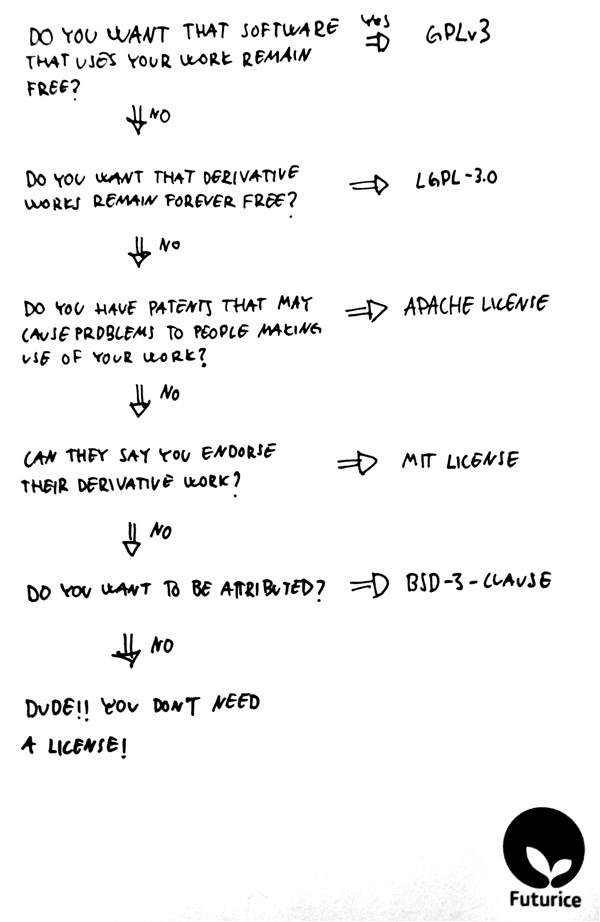 DO YOU WANT THAT SOFTWARE YES GPLv3
THAT USES YOUR WORK REMAIN
FREE?
NO
DO YOU WANT THAT DERIVATIVE LGPL-3.0
WORKS REMAIN FOREVER FREE?
NO
DO YOU HAVE PATENTS THAT MAY APACHE LICENSE
CAUSE PROBLEMS TO PEOPLE MAKING
USE OF YOUR WORK?
NO
CAN THEY SAY YOU ENDORSE MIT LICENSE
THEIR DERIVATIVE WORK?
NO
DO YOU WANT TO BE ATTRIBUTED? BSD-3-CLAUSE
NO
DUDE!! YOU DON'T NEED
A LICENSE!
Futurice